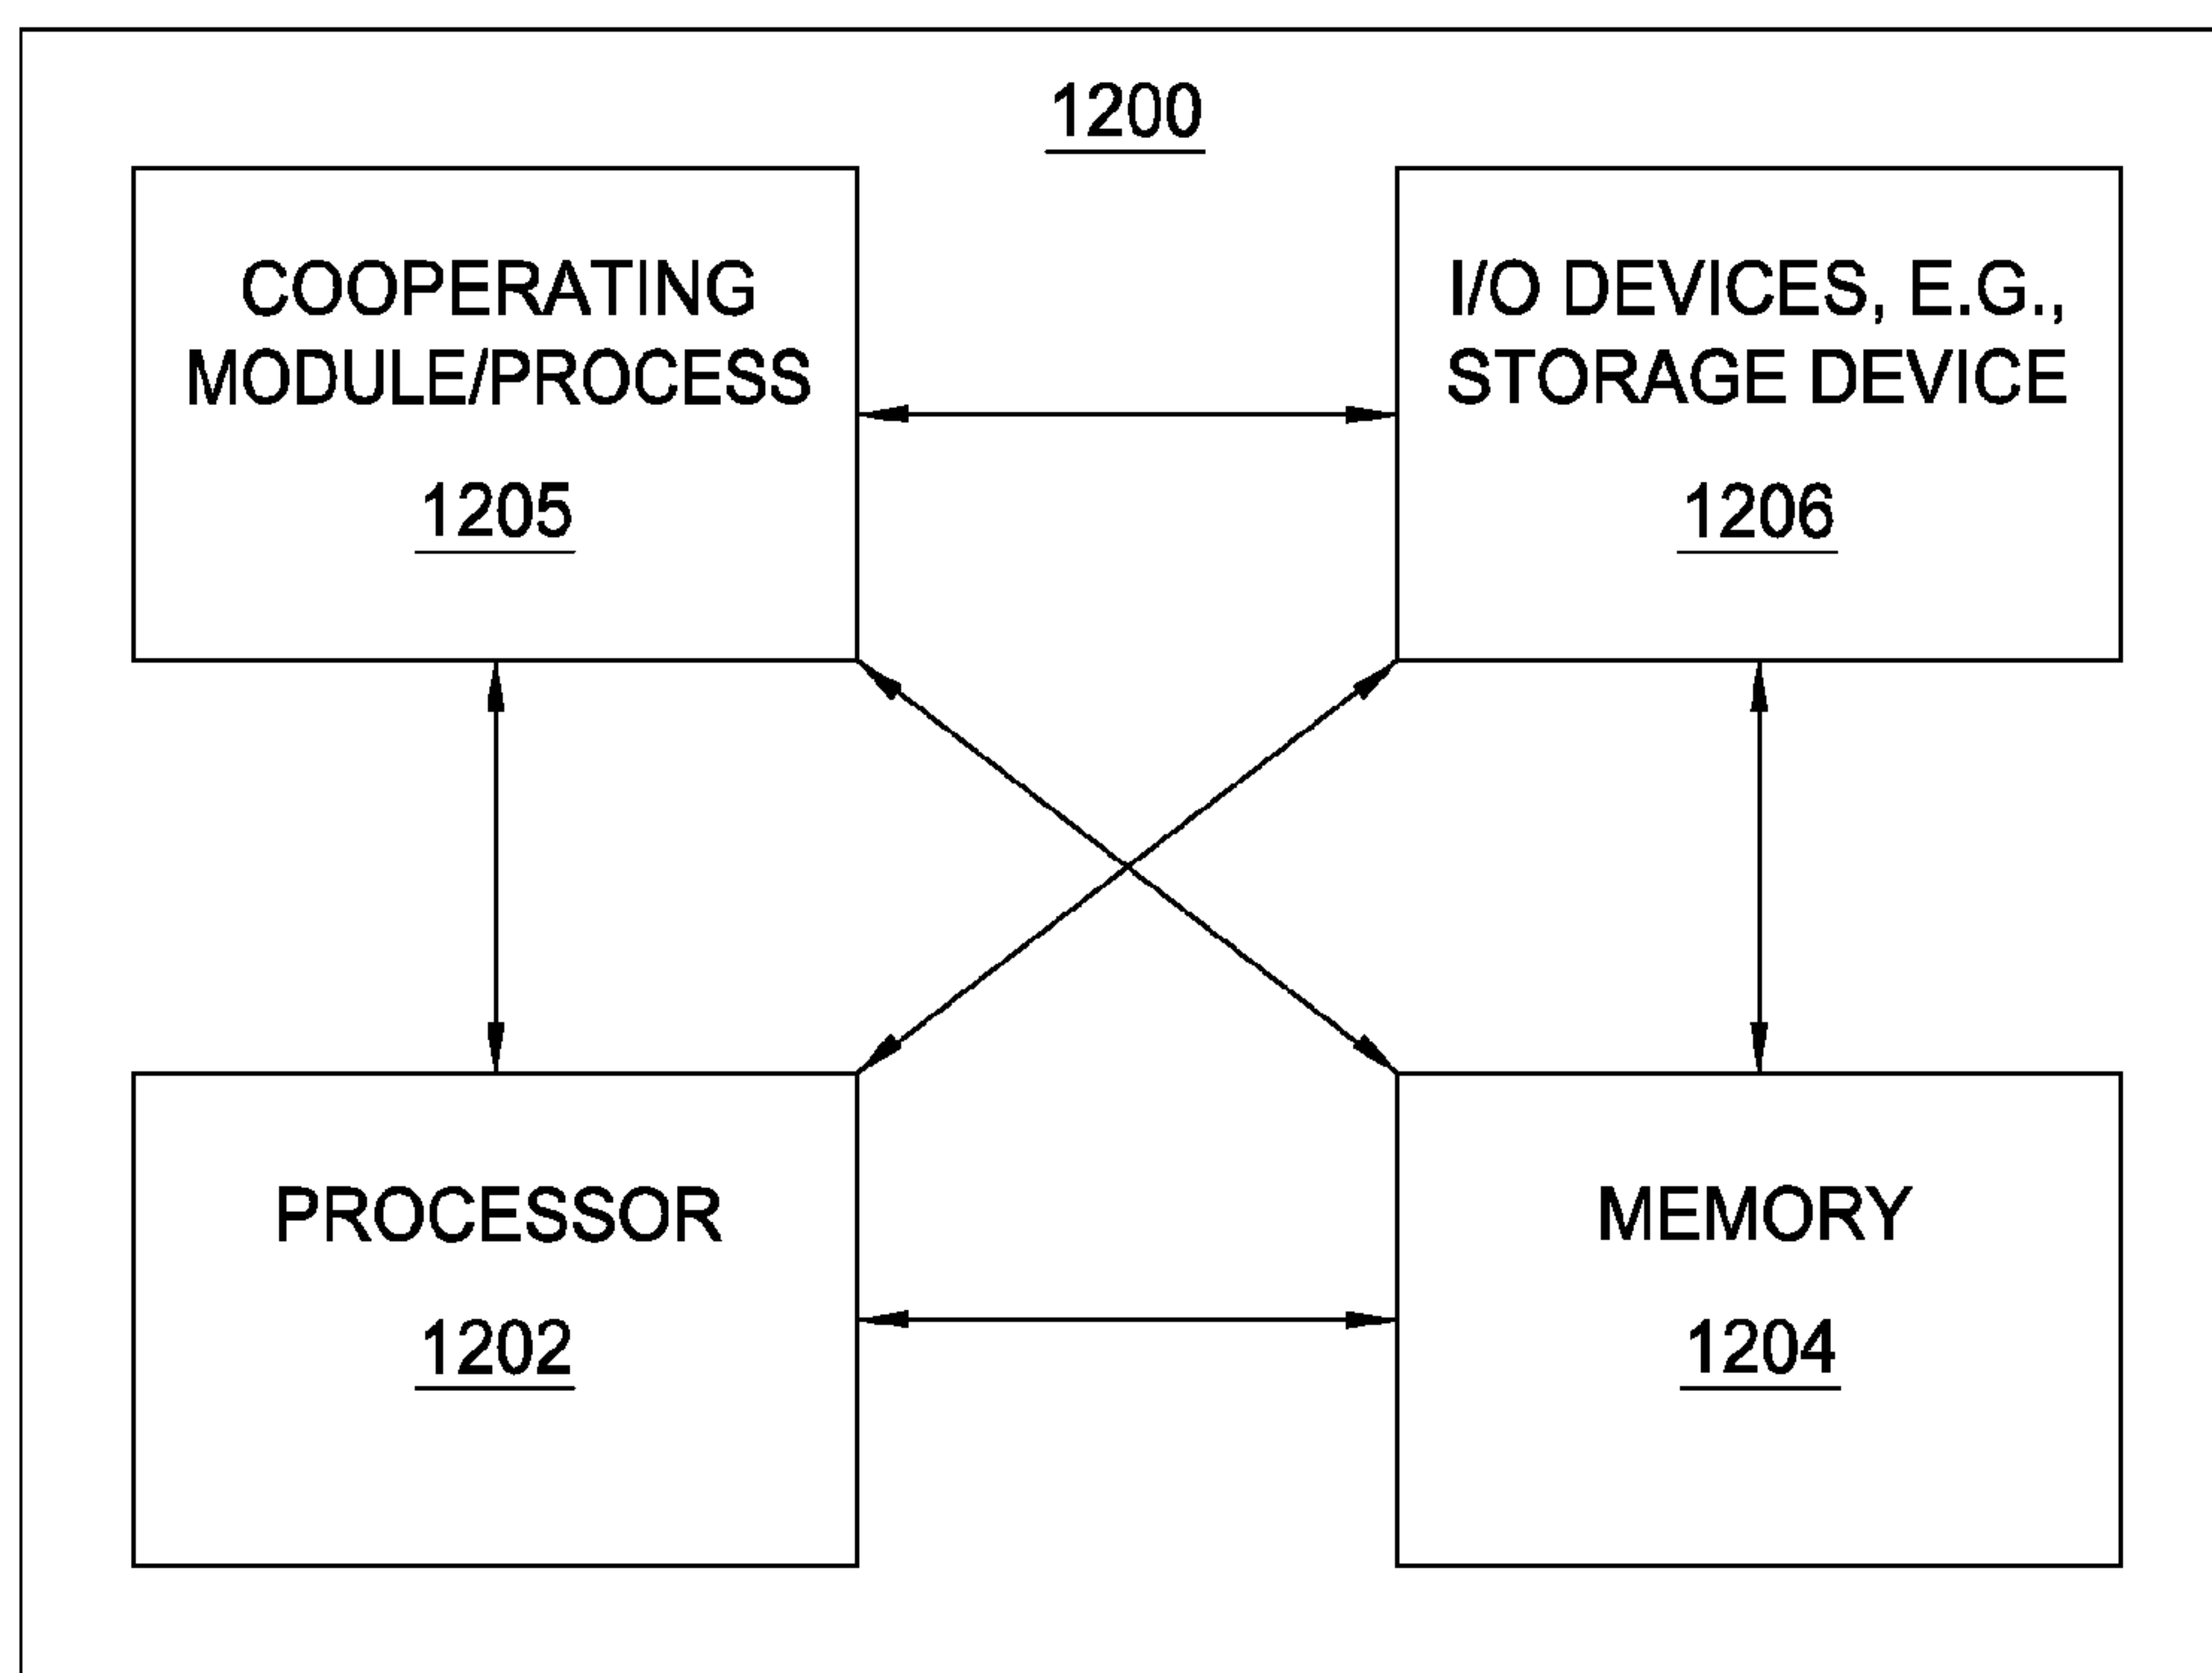 1200
COOPERATING
MODULE/PROCESS
1205
I/O DEVICES, E.G.,
STORAGE DEVICE
1206
PROCESSOR
1202
MEMORY
1204